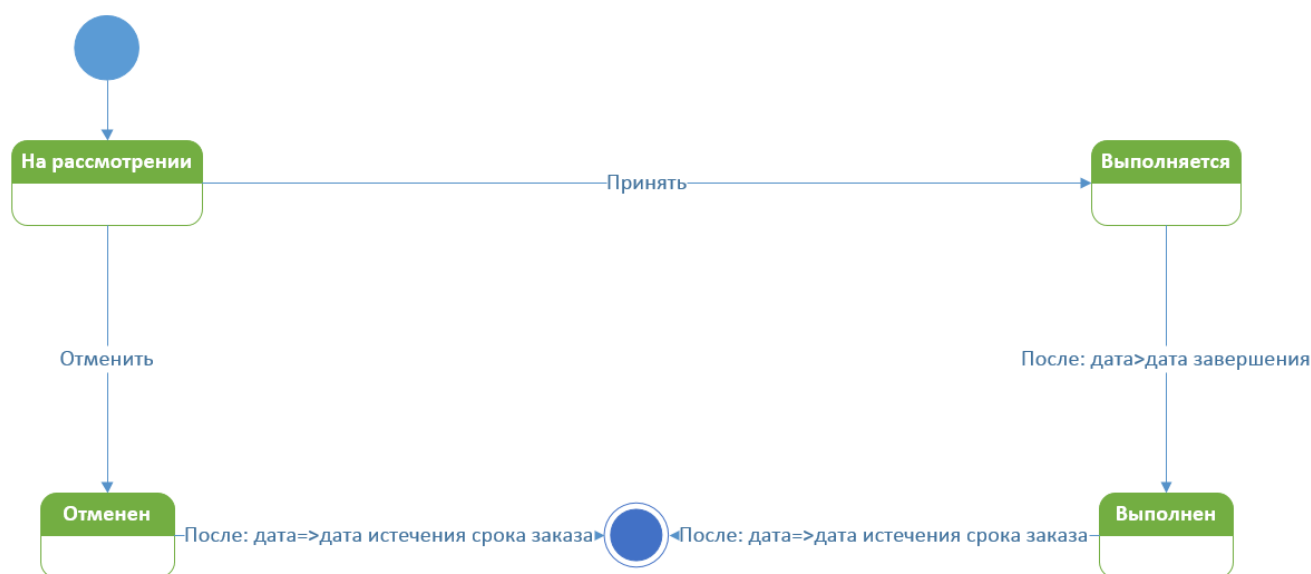 На рассмотрении
Выполняется
Принять
Отменить
После: дата>дата завершения
Отменен
Выполнен
После: дата=>дата истечения срока заказа
После: дата=>дата истечения срока заказа